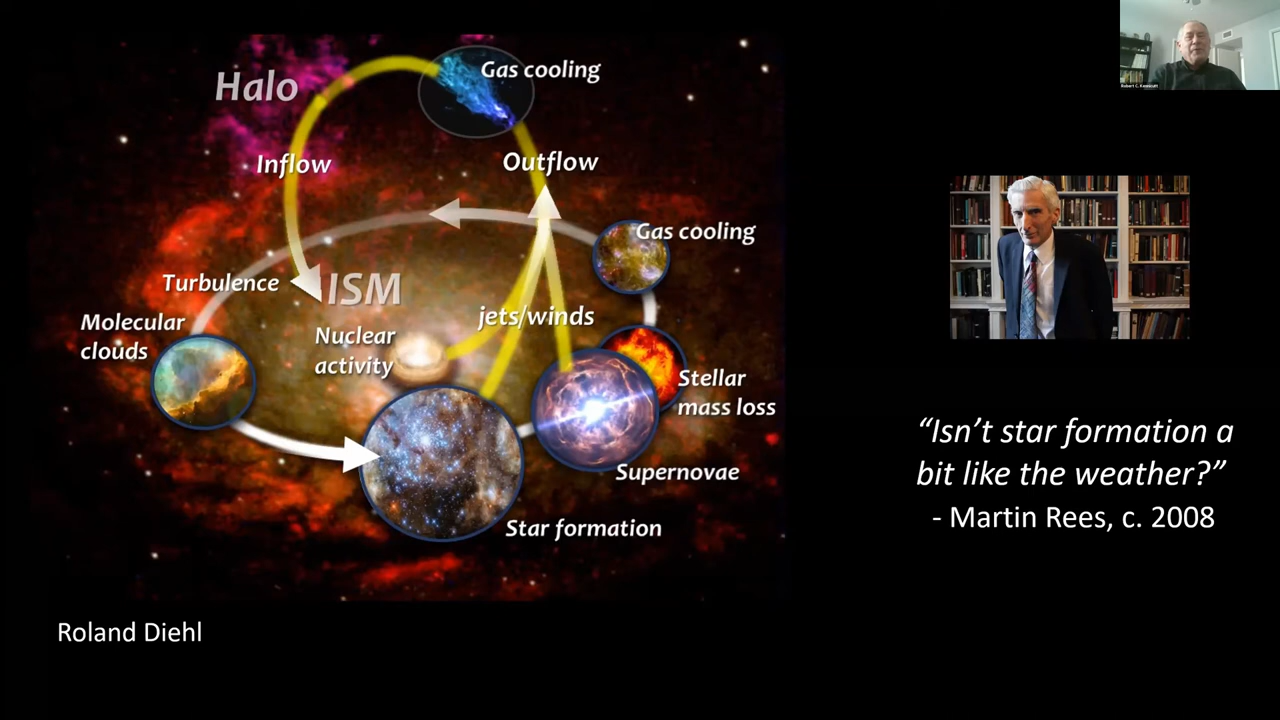 Halo
Gas cooling
Inflow
Outflow
Gas cooling
Turbulence
ISM
Molecular
clouds
jets/winds
Nuclear
activity
Stellar
mass loss
Supernovae
Star formation
Roland Diehl
“Isn’t star formation a
bit like the weather?”
- Martin Rees, c. 2008